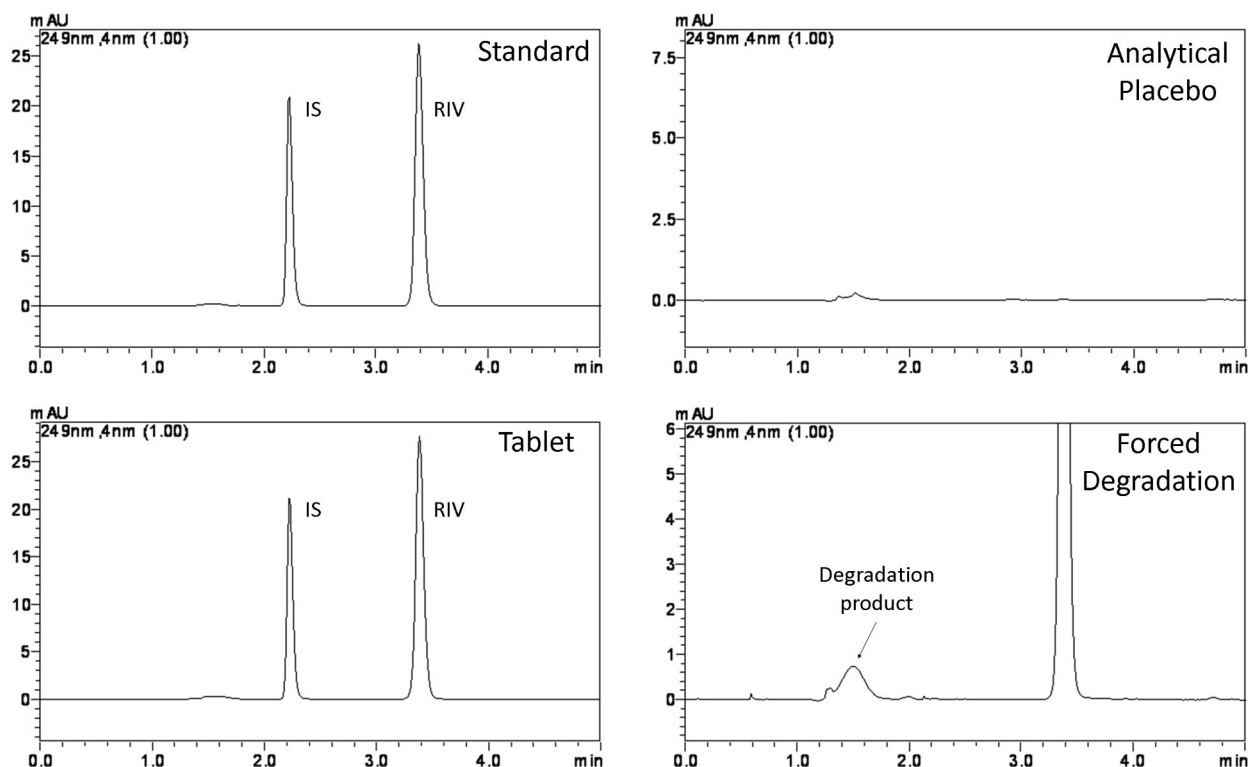 mAU
249nm,4nm (1.00)
Standard
25
20
15
10
5
0
IS
RIV
0.0 1.0 2.0 3.0 4.0 min
mAU
249nm,4nm (1.00)
Analytical
Placebo
7.5
5.0
2.5
0.0
0.0 1.0 2.0 3.0 4.0 min
mAU
249nm,4nm (1.00)
Tablet
25
20
15
10
5
0
IS
RIV
0.0 1.0 2.0 3.0 4.0 min
mAU
249nm,4nm (1.00)
Forced
Degradation
6
5
4
3
2
1
0
Degradation
product
0.0 1.0 2.0 3.0 4.0 min